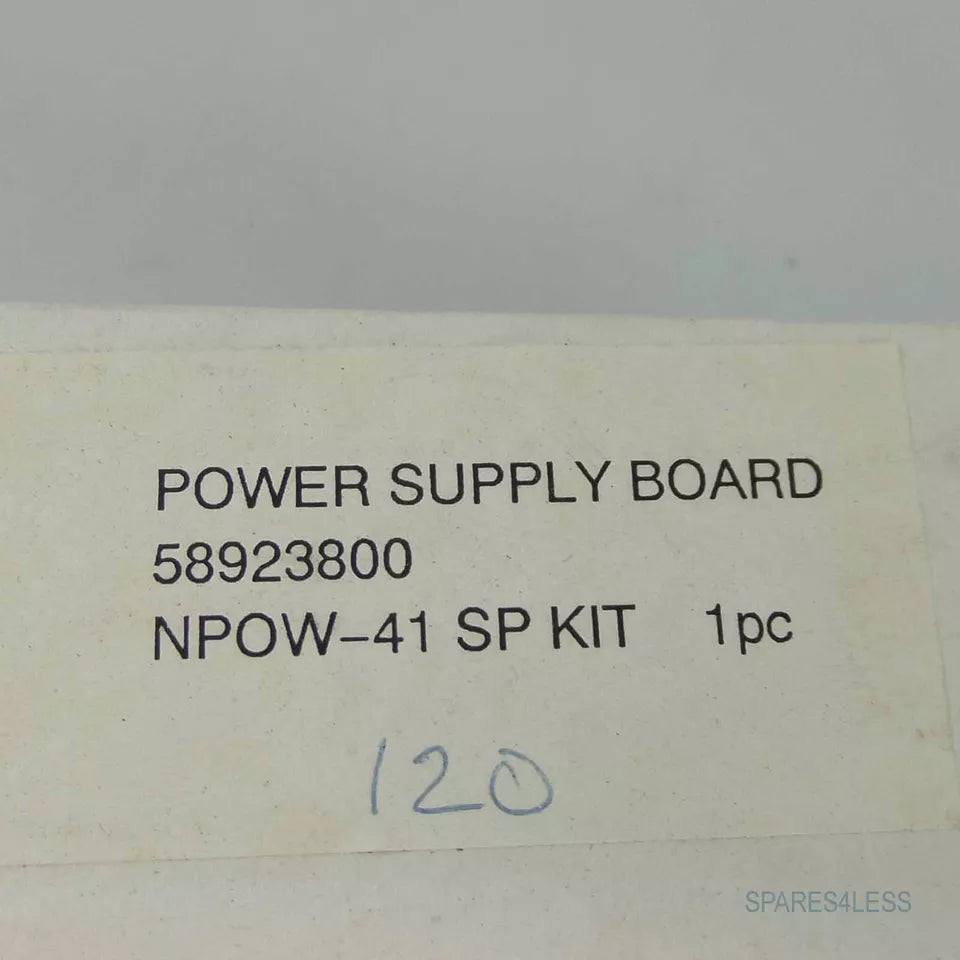 POWER SUPPLY BOARD
58923800
NPOW-41 SP KIT 1pc
120
SPARES4LESS